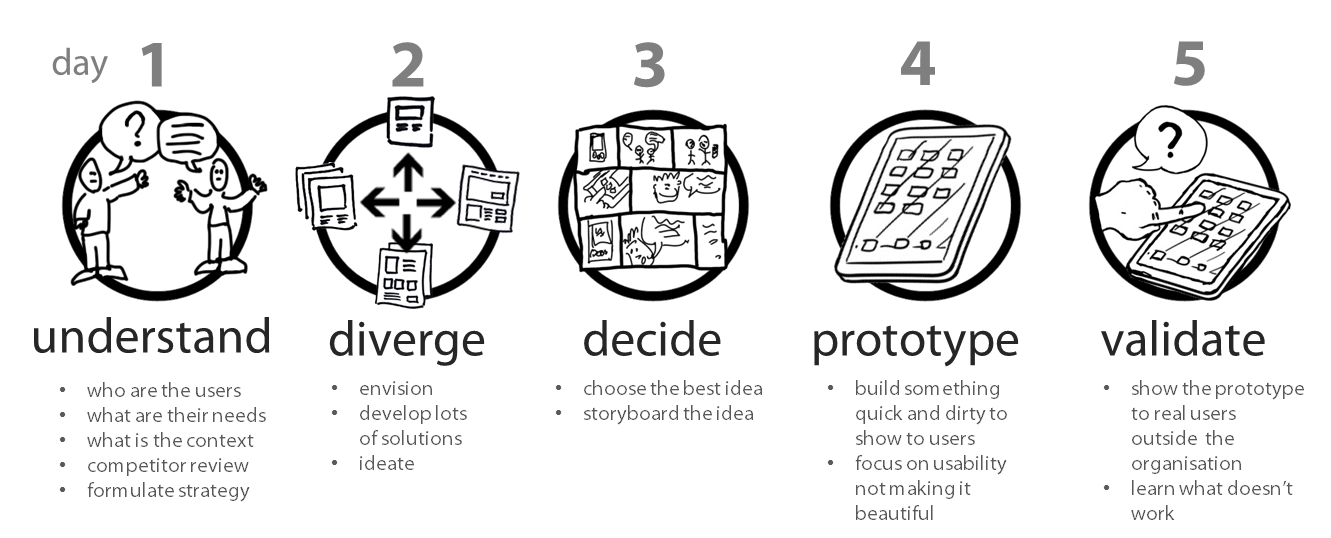 day 1
2
3
4
5
?
?
understand
• who are the users
• what are their needs
• what is the context
• competitor review
• formulate strategy
diverge
• envision
• develop lots
of solutions
• ideate
decide
• choose the best idea
• storyboard the idea
prototype
• build something
quick and dirty to
show to users
• focus on usability
not making it
beautiful
validate
• show the prototype
to real users
outside the
organisation
• learn what doesn't
work